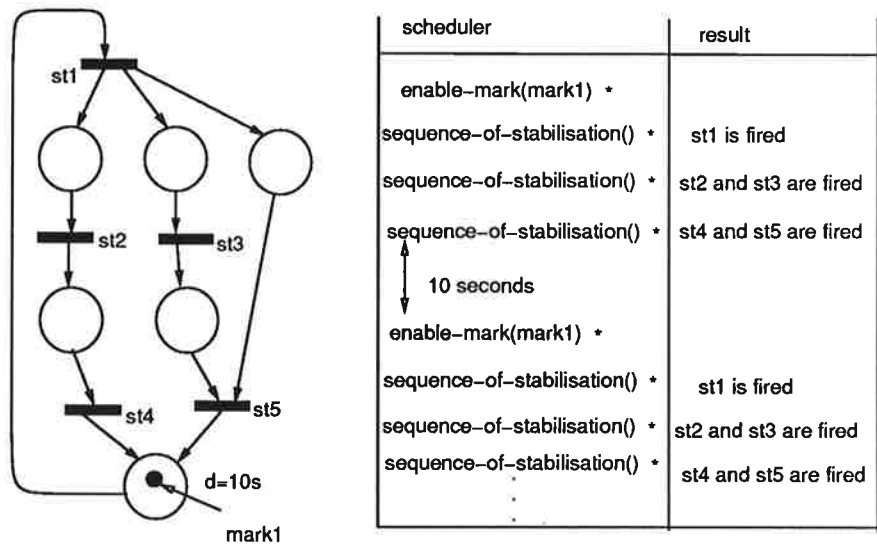 st1
st2
st3
st4
st5
d=10s
mark1
scheduler
result
enable-mark(mark1) *
sequence-of-stabilisation() *
st1 is fired
sequence-of-stabilisation() *
st2 and st3 are fired
sequence-of-stabilisation() *
st4 and st5 are fired
10 seconds
enable-mark(mark1) *
sequence-of-stabilisation() *
st1 is fired
sequence-of-stabilisation() *
st2 and st3 are fired
sequence-of-stabilisation() *
st4 and st5 are fired